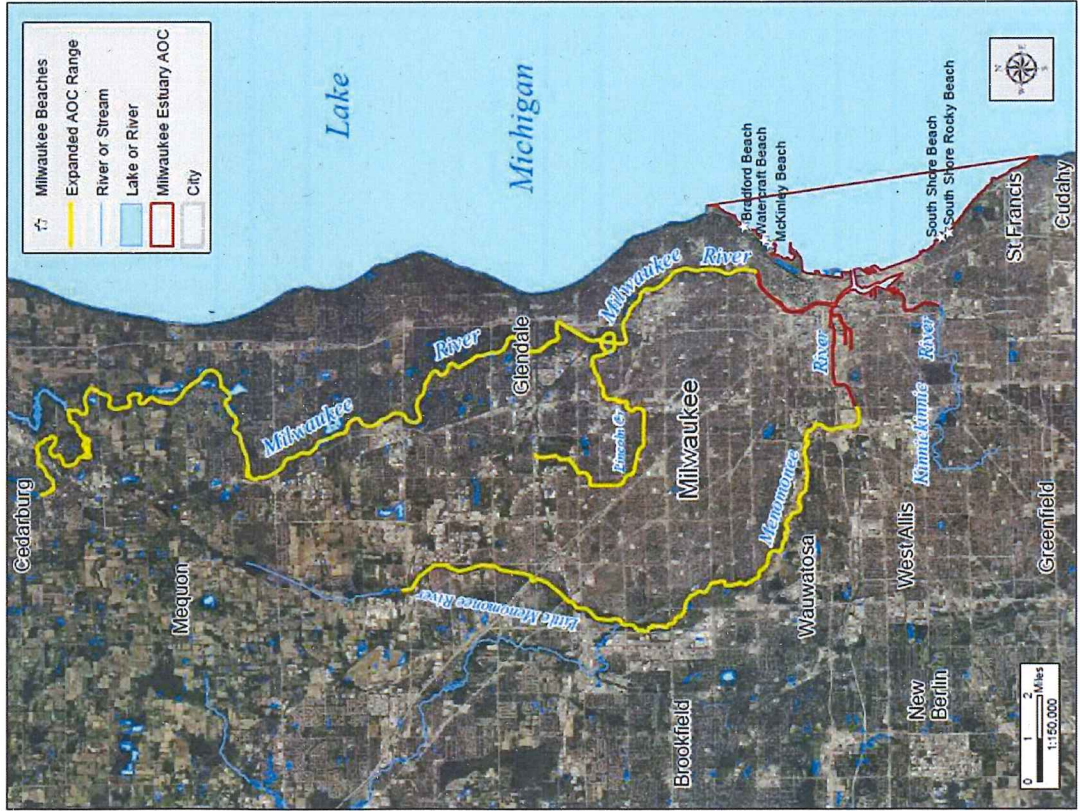 Milwaukee Beaches
Expanded AOC Range
River or Stream
Lake or River
Milwaukee Estuary AOC
City
Lake
Michigan
Cedarburg
Mequon
Milwaukee
River
Glendale
Milwaukee
River
Lincoln Cr
Little Menomonee River
Milwaukee
Menomonee
River
Bradford Beach
Watercraft Beach
McKinley Beach
South Shore Beach
South Shore Rocky Beach
Wauwatosa
Brookfield
West Allis
Kinnickinnic
River
New
Berlin
St Francis
Cudahy
Greenfield
N
W
E
S
0 1 2
Miles
1:150,000